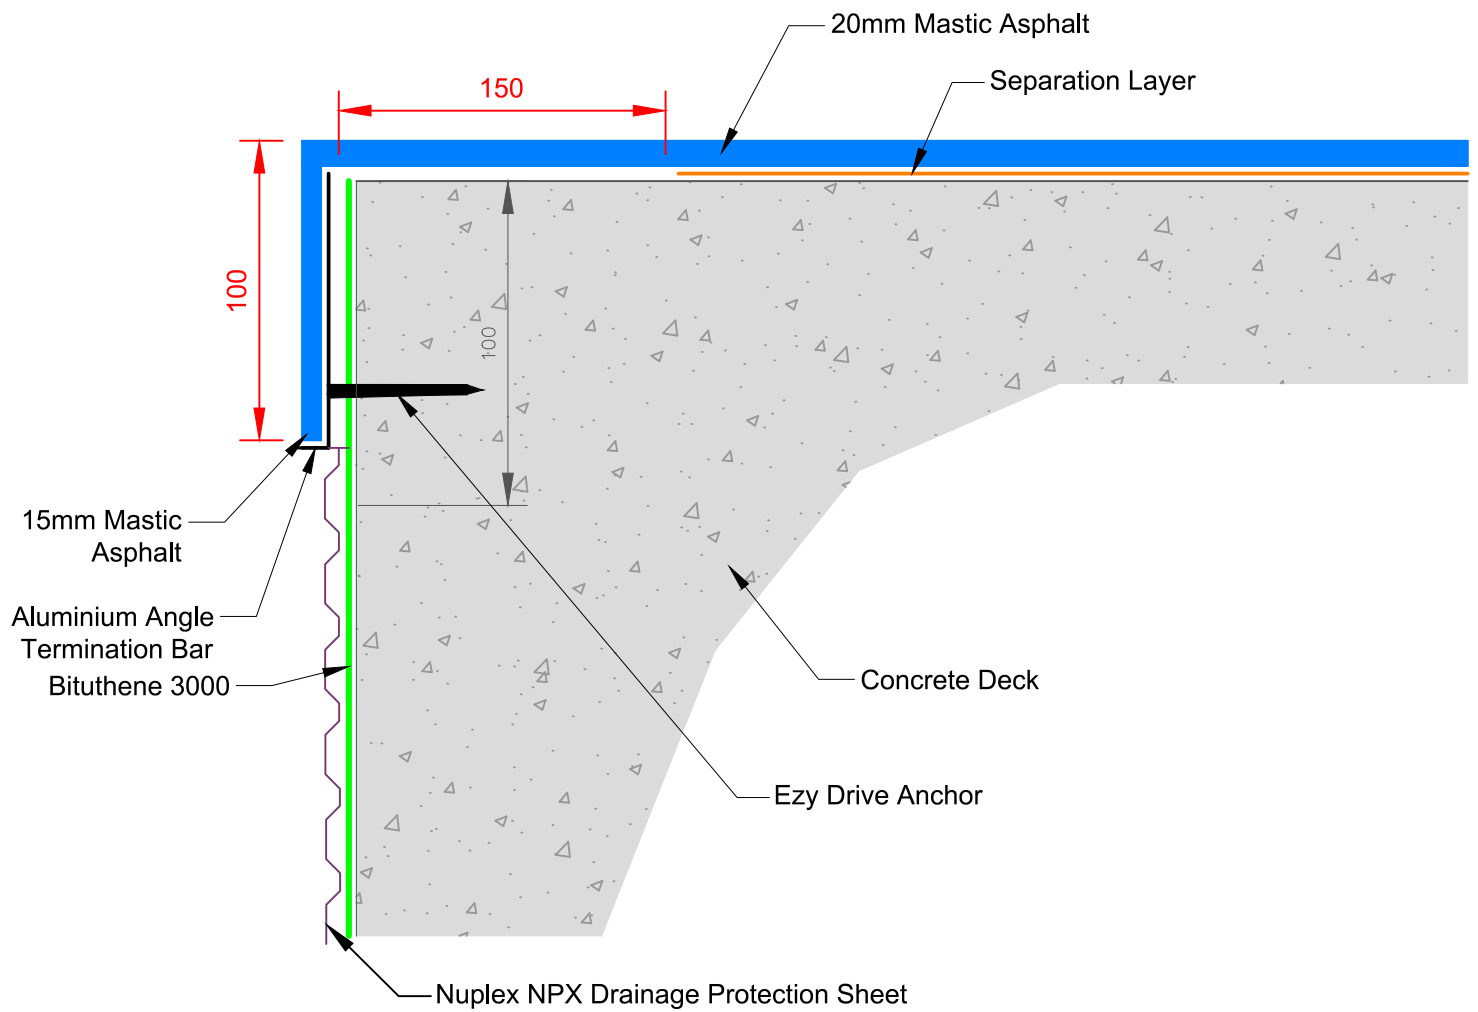 20mm Mastic Asphalt
Separation Layer
150
100
100
15mm Mastic
Asphalt
Aluminium Angle
Termination Bar
Bituthene 3000
Concrete Deck
Ezy Drive Anchor
Nuplex NPX Drainage Protection Sheet